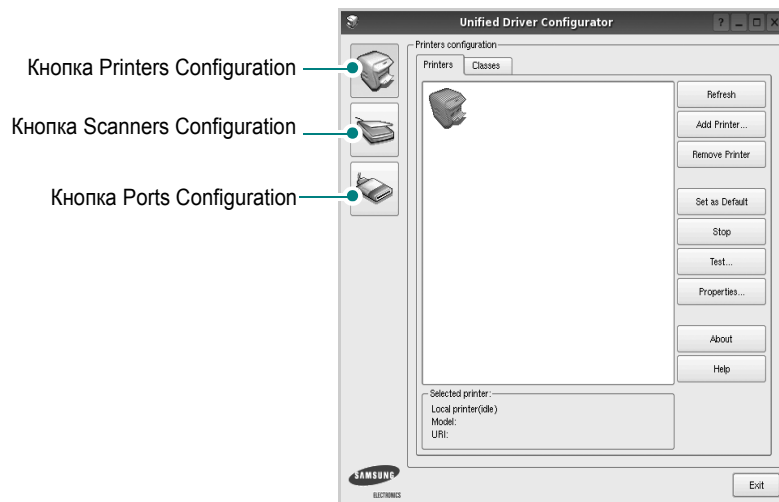 Unified Driver Configurator
Кнопка Printers Configuration
Кнопка Scanners Configuration
Кнопка Ports Configuration
Printers configuration
Printers
Classes
Refresh
Add Printer...
Remove Printer
Set as Default
Stop
Test...
Properties...
About
Help
Selected printer:
Local printer(idle)
Model:
URI:
SAMSUNG
ELECTRONICS
Exit